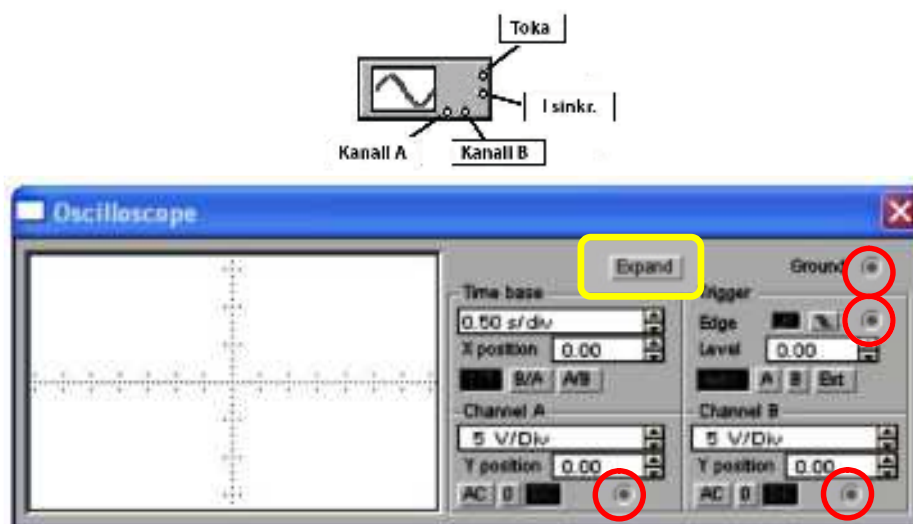 Toka
I sinkr.
Kanali A
Kanali B
Oscilloscope
Expand
Ground
Time base
0.50 s/div
X position 0.00
B/A A/B
Trigger
Edge
Level 0.00
A B Ext
Channel A
5 V/Div
Y position 0.00
AC 0
Channel B
5 V/Div
Y position 0.00
AC 0